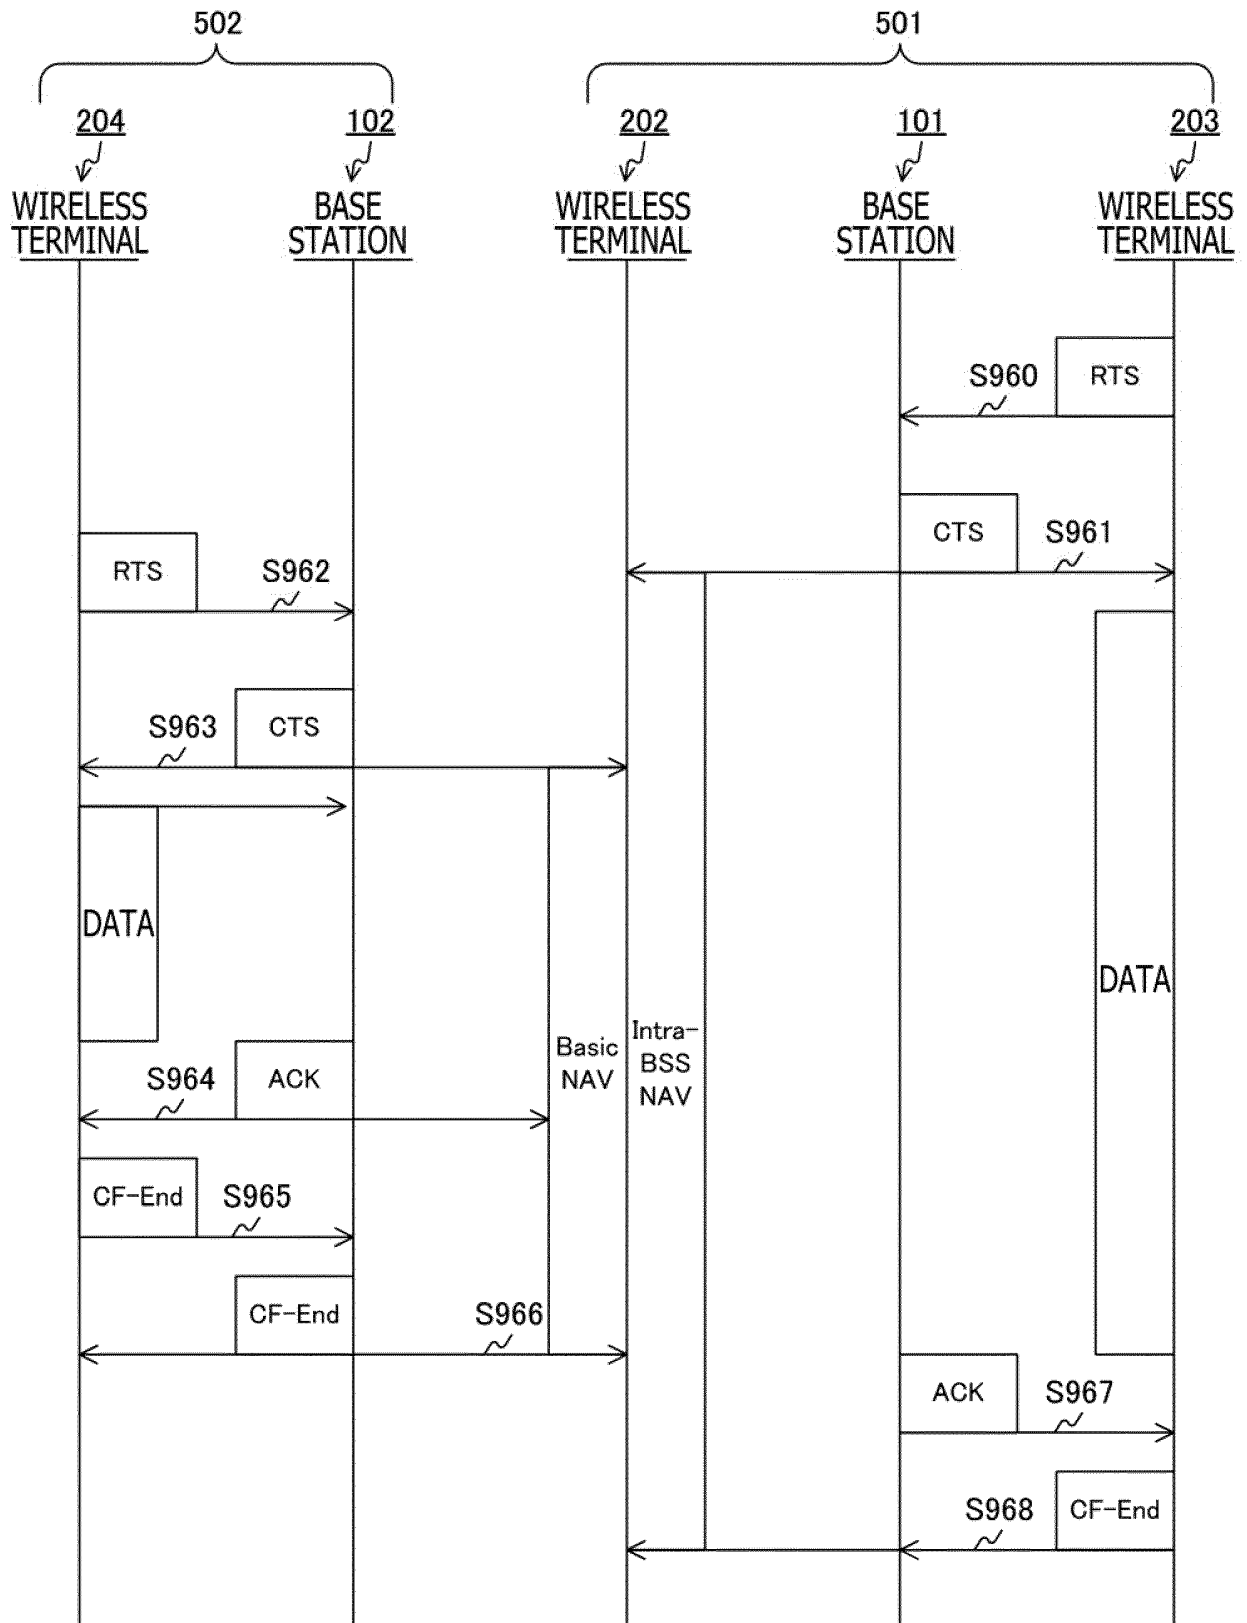 502
501
204
102
202
101
203
WIRELESS
TERMINAL
BASE
STATION
WIRELESS
TERMINAL
BASE
STATION
WIRELESS
TERMINAL
S960
RTS
CTS
S961
RTS
S962
S963
CTS
DATA
DATA
Basic
NAV
Intra-
BSS
NAV
S964
ACK
CF-End
S965
CF-End
S966
ACK
S967
S968
CF-End